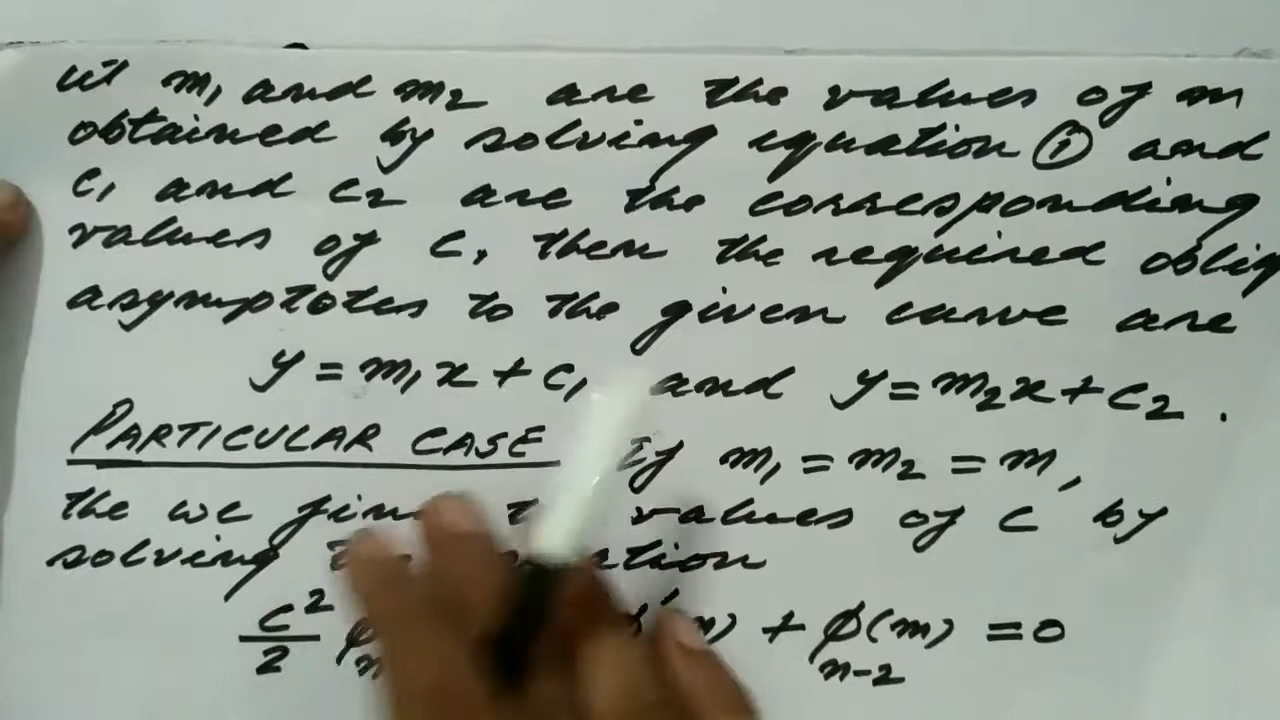 let m₁ and m₂ are the values of m
obtained by solving equation ① and
c₁ and c₂ are the corresponding
values of c, then the required obliq
asymptotes to the given curve are
y = m₁x + c₁ and y = m₂x + c₂.
PARTICULAR CASE If m₁ = m₂ = m,
the we values of c by
solving
c²/2 + ϕ(m) = 0
n-2